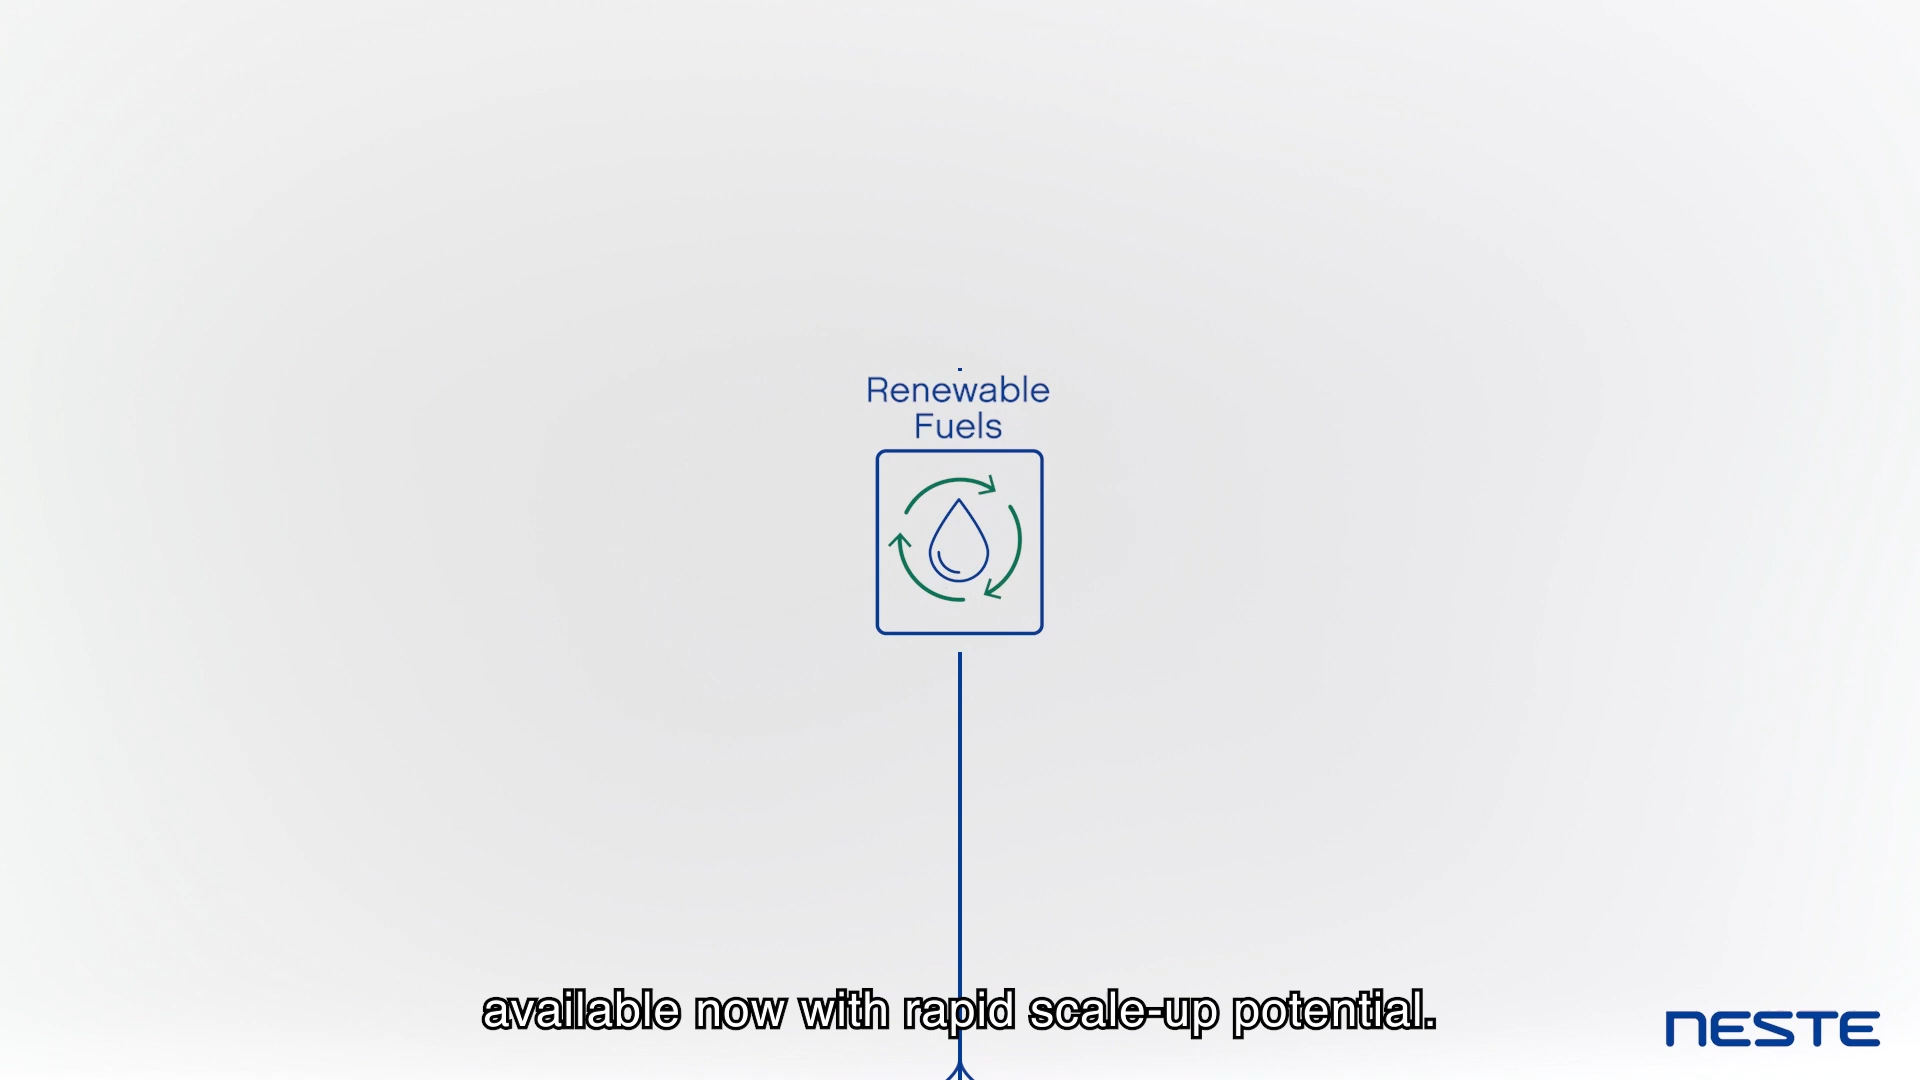 Renewable
Fuels
available now with rapid scale-up potential.
NESTE